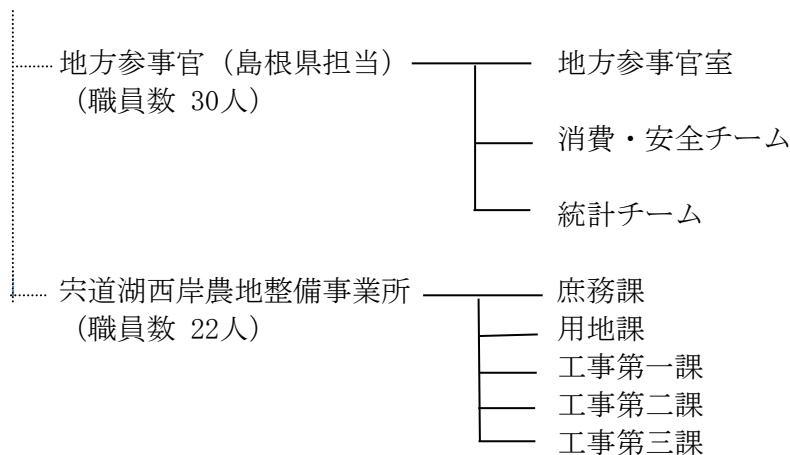 地方参事官（島根県担当） 地方参事官室
（職員数 30人）
消費・安全チーム
統計チーム
宍道湖西岸農地整備事業所 庶務課
（職員数 22人） 用地課
工事第一課
工事第二課
工事第三課